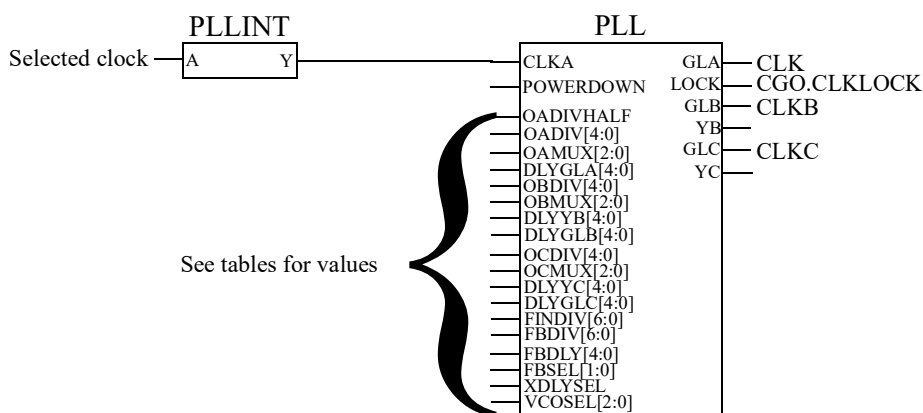 PLLINT
PLL
Selected clock
A
Y
CLKA
GLA
CLK
POWERDOWN
LOCK
CGO.CLKLOCK
OADIVHALF
GLB
CLKB
OADIV[4:0]
YB
OAMUX[2:0]
GLC
CLKC
DLYGLA[4:0]
YC
OBDIV[4:0]
OBMUX[2:0]
DLYYB[4:0]
DLYGLB[4:0]
OCDIV[4:0]
See tables for values
OCMUX[2:0]
DLYYC[4:0]
DLYGLC[4:0]
FINDIV[6:0]
FBDIV[6:0]
FBDLY[4:0]
FBSEL[1:0]
XDLYSEL
VCOSEL[2:0]